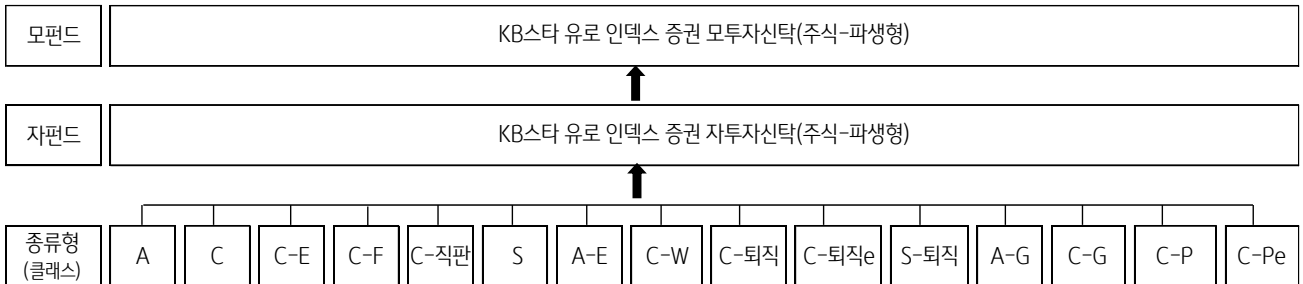 모펀드
KB스타 유로 인덱스 증권 모투자신탁(주식-파생형)
자펀드
KB스타 유로 인덱스 증권 자투자신탁(주식-파생형)
종류형
(클래스)
A
C
C-E
C-F
C-직판
S
A-E
C-W
C-퇴직
C-퇴직e
S-퇴직
A-G
C-G
C-P
C-Pe